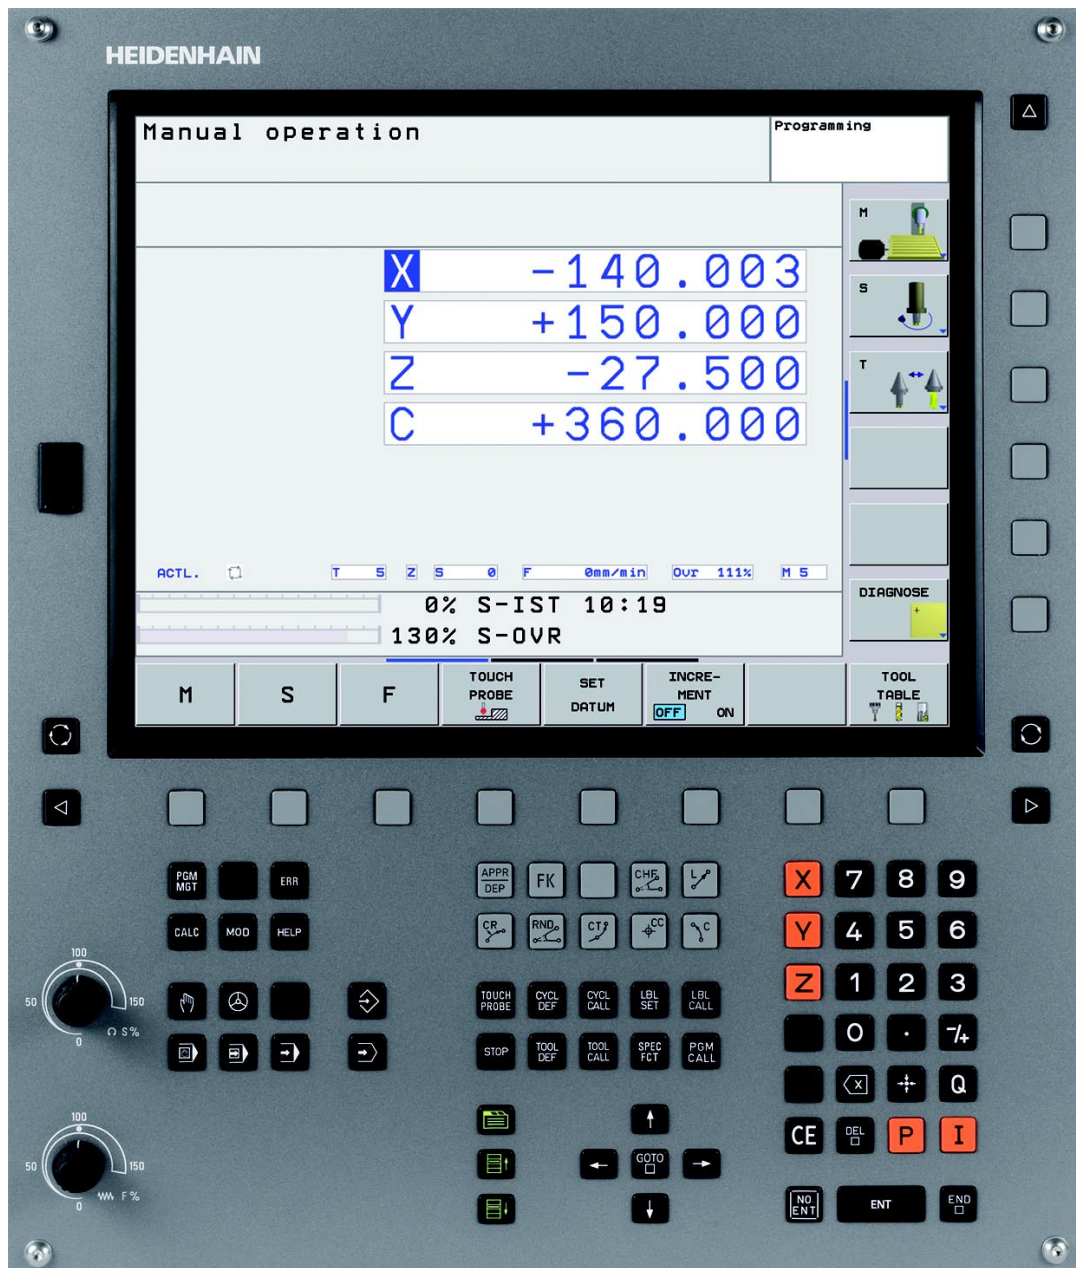 HEIDENHAIN
Manual operation
Programming
M
X -140.003
Y +150.000
S
Z -27.500
T
C +360.000
ACTL. T 5 Z S 0 F 0mm/min Ovr 111% M 5
DIAGNOSE
0% S-IST 10:19
130% S-OVR
M S F TOUCH PROBE SET DATUM INCRE-MENT OFF ON TOOL TABLE
PGM MGT ERR APPR DEP FK CHF L X 7 8 9
CALC MOD HELP CR RND CT CC C Y 4 5 6
100
50 150
0
S %
TOUCH PROBE CYCL DEF CYCL CALL LBL SET LBL CALL Z 1 2 3
STOP TOOL DEF TOOL CALL SPEC FCT PGM CALL 0 . -/+
X Q
100
50 150
0
F %
GOTO
CE DEL P I
NO ENT ENT END